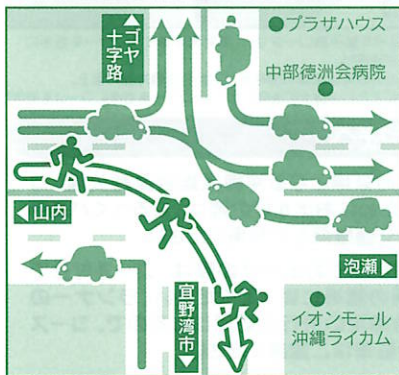 ▲ゴヤ
十字路
●プラザハウス
中部徳洲会病院
●
◀山内
泡瀬▶
宜野湾市▼
●
イオンモール
沖縄ライカム